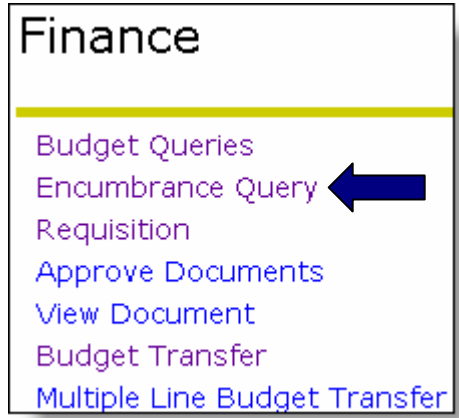 Finance
Budget Queries
Encumbrance Query
Requisition
Approve Documents
View Document
Budget Transfer
Multiple Line Budget Transfer